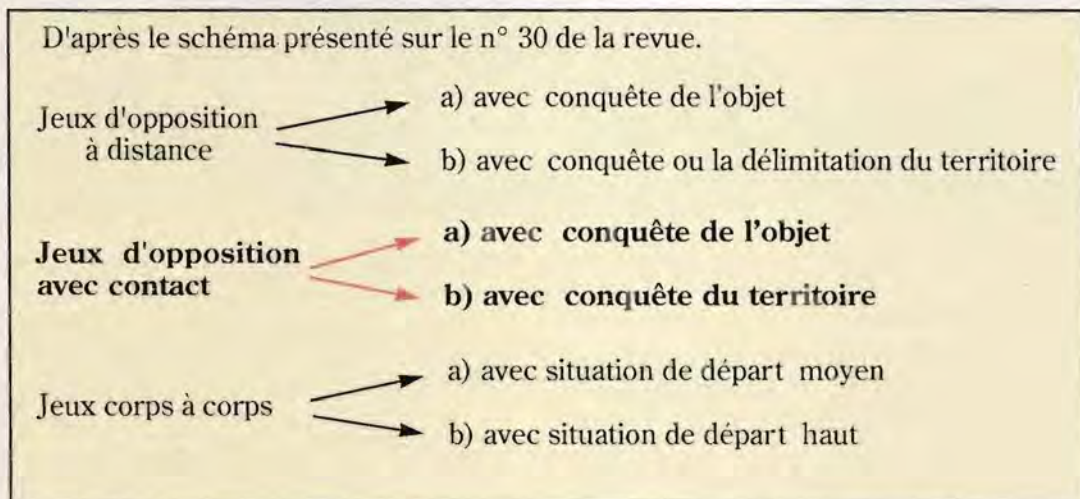 D'après le schéma présenté sur le n° 30 de la revue.
Jeux d'opposition
à distance
a) avec conquête de l'objet
b) avec conquête ou la délimitation du territoire
Jeux d'opposition
avec contact
a) avec conquête de l'objet
b) avec conquête du territoire
Jeux corps à corps
a) avec situation de départ moyen
b) avec situation de départ haut